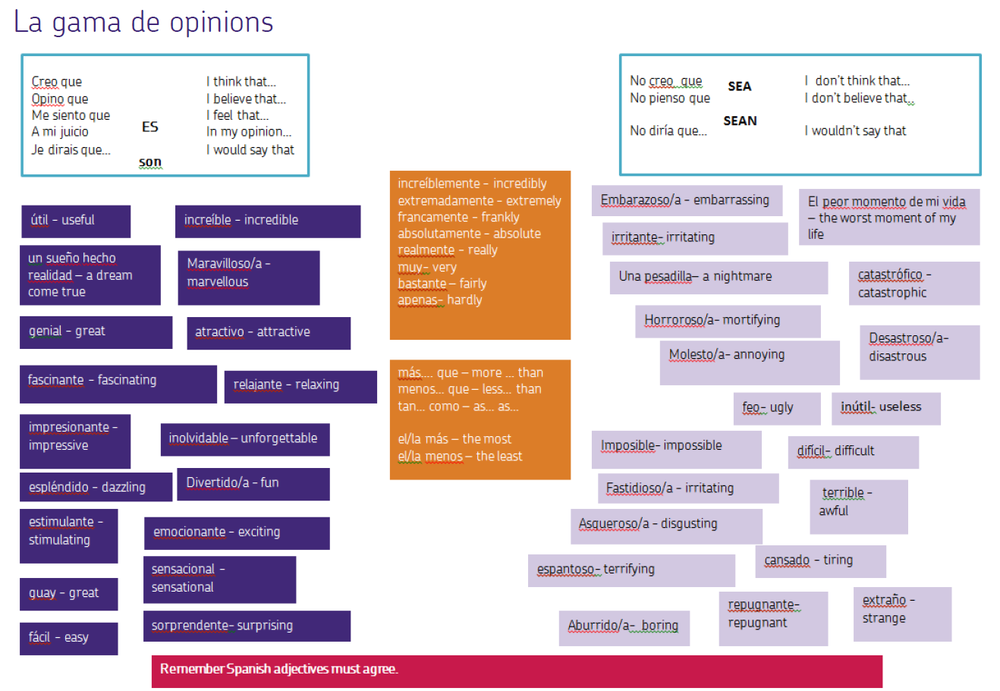 La gama de opinions
Creo que
Opino que
Me siento que
A mi juicio
Je dirais que...
ES
son
I think that...
I believe that...
I feel that...
In my opinion...
I would say that
No creo que
No pienso que
No diría que...
SEA
SEAN
I don't think that...
I don't believe that..
I wouldn't say that
útil – useful
increíble – incredible
un sueño hecho
realidad – a dream
come true
Maravilloso/a –
marvellous
genial – great
atractivo – attractive
fascinante – fascinating
relajante – relaxing
impresionante –
impressive
inolvidable – unforgettable
espléndido – dazzling
Divertido/a – fun
estimulante –
stimulating
emocionante – exciting
sensacional –
sensational
guay – great
sorprendente– surprising
fácil – easy
increíblemente – incredibly
extremadamente – extremely
francamente – frankly
absolutamente – absolute
realmente – really
muy– very
bastante – fairly
apenas– hardly
más.... que – more ... than
menos... que – less... than
tan... como – as... as...
el/la más – the most
el/la menos – the least
Embarazoso/a – embarrassing
El peor momento de mi vida
– the worst moment of my
life
irritante– irritating
Una pesadilla– a nightmare
catastrófico –
catastrophic
Horroroso/a– mortifying
Desastroso/a–
disastrous
Molesto/a– annoying
feo– ugly
inútil– useless
Imposible– impossible
difícil– difficult
Fastidioso/a – irritating
terrible –
awful
Asqueroso/a – disgusting
cansado – tiring
espantoso– terrifying
repugnante–
repugnant
extraño –
strange
Aburrido/a– boring
Remember Spanish adjectives must agree.